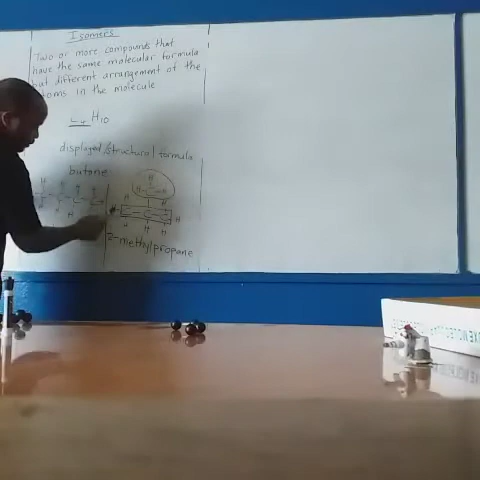 Isomers
Two or more compounds that
have the same molecular formula
but different arrangement of the
atoms in the molecule
C4H10
displayed/structural formula
butane
2-methylpropane